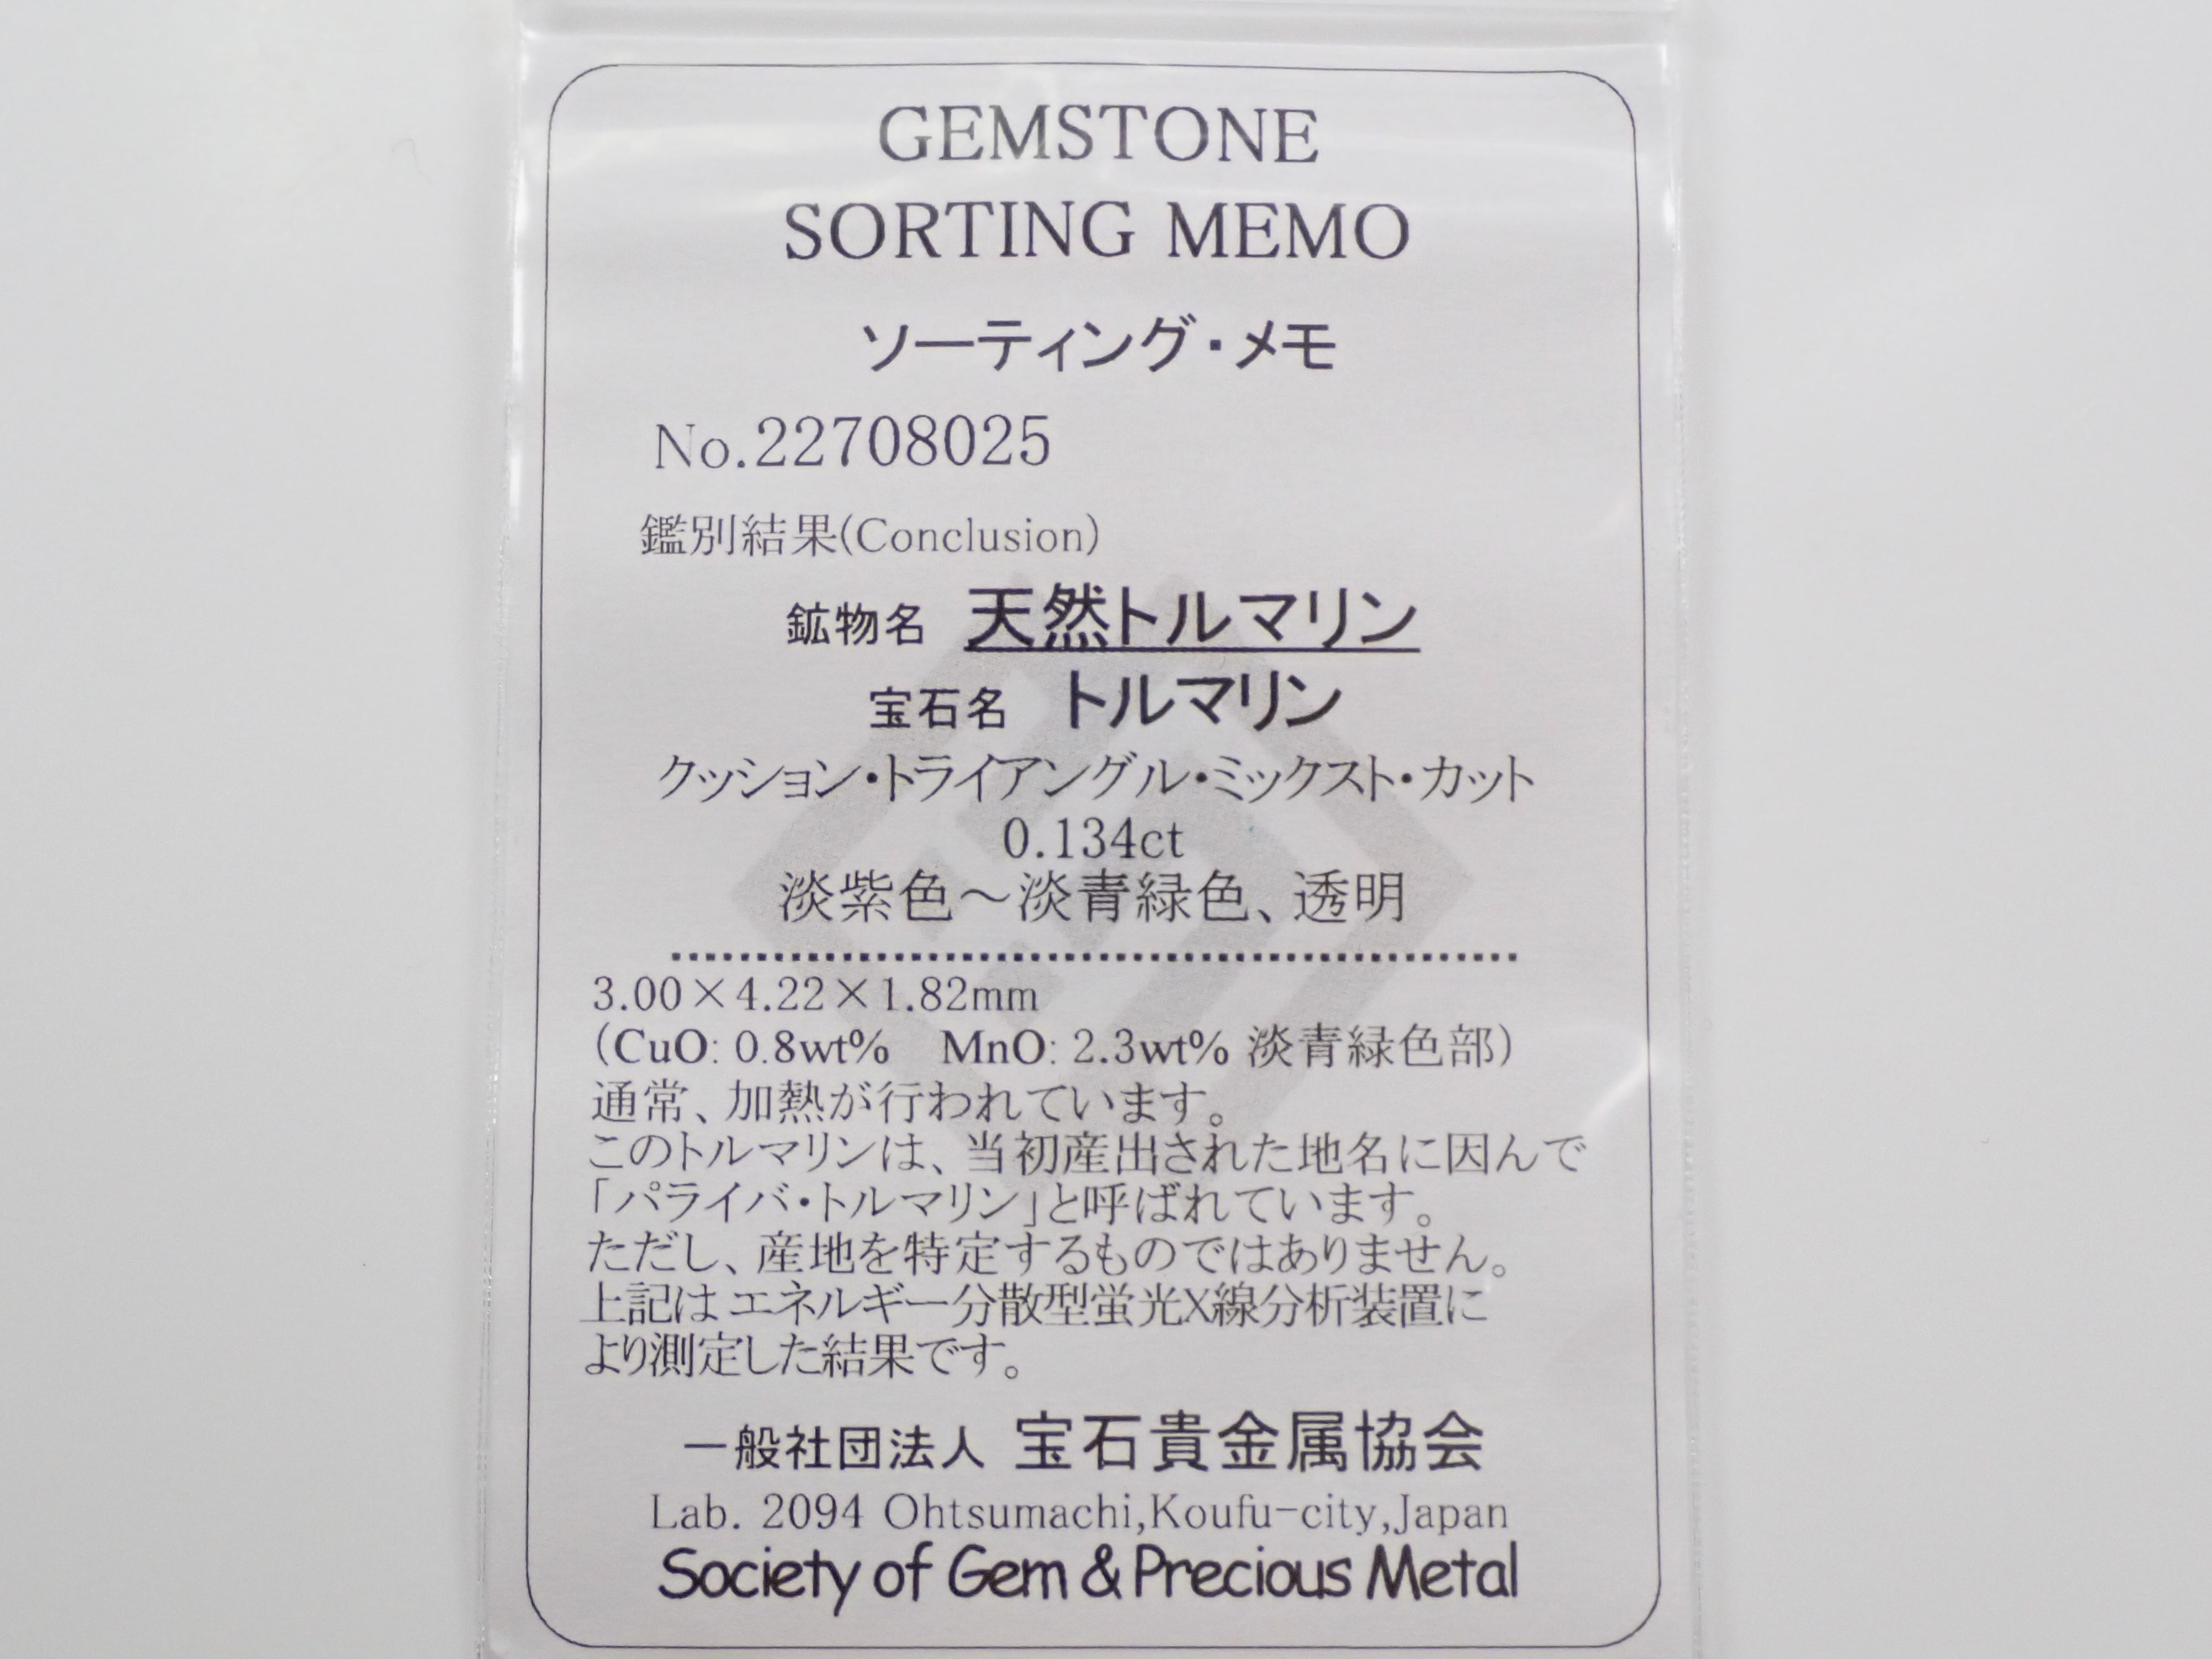 GEMSTONE
SORTING MEMO
ソーティング・メモ
No.22708025
鑑別結果(Conclusion)
鉱物名 天然トルマリン
宝石名 トルマリン
クッション・トライアングル・ミックスト・カット
0.134ct
淡紫色～淡青緑色、透明
3.00×4.22×1.82mm
(CuO: 0.8wt% MnO: 2.3wt% 淡青緑色部)
通常、加熱が行われています。
このトルマリンは、当初産出された地名に因んで
「パライバ・トルマリン」と呼ばれています。
ただし、産地を特定するものではありません。
上記はエネルギー分散型蛍光X線分析装置に
より測定した結果です。
一般社団法人 宝石貴金属協会
Lab. 2094 Ohtsumachi,Koufu-city,Japan
Society of Gem & Precious Metal